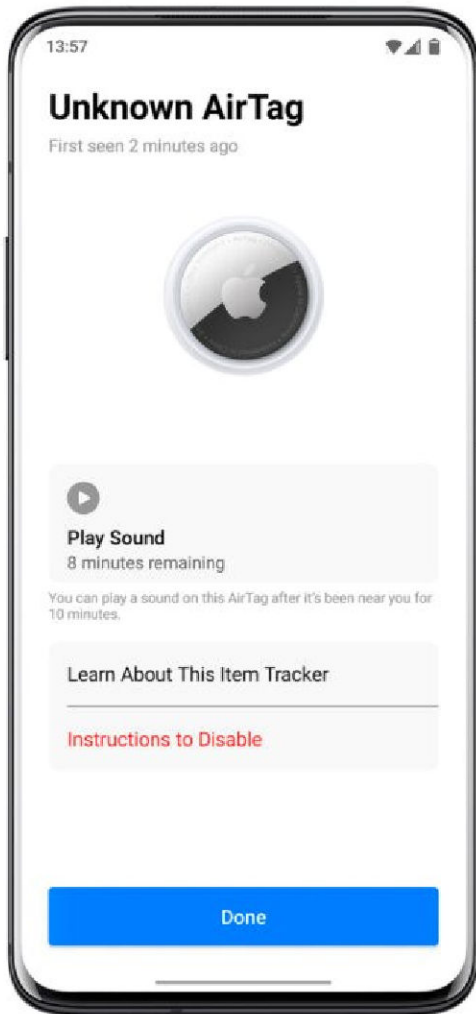 13:57
Unknown AirTag
First seen 2 minutes ago
Play Sound
8 minutes remaining
You can play a sound on this AirTag after it's been near you for
10 minutes.
Learn About This Item Tracker
Instructions to Disable
Done